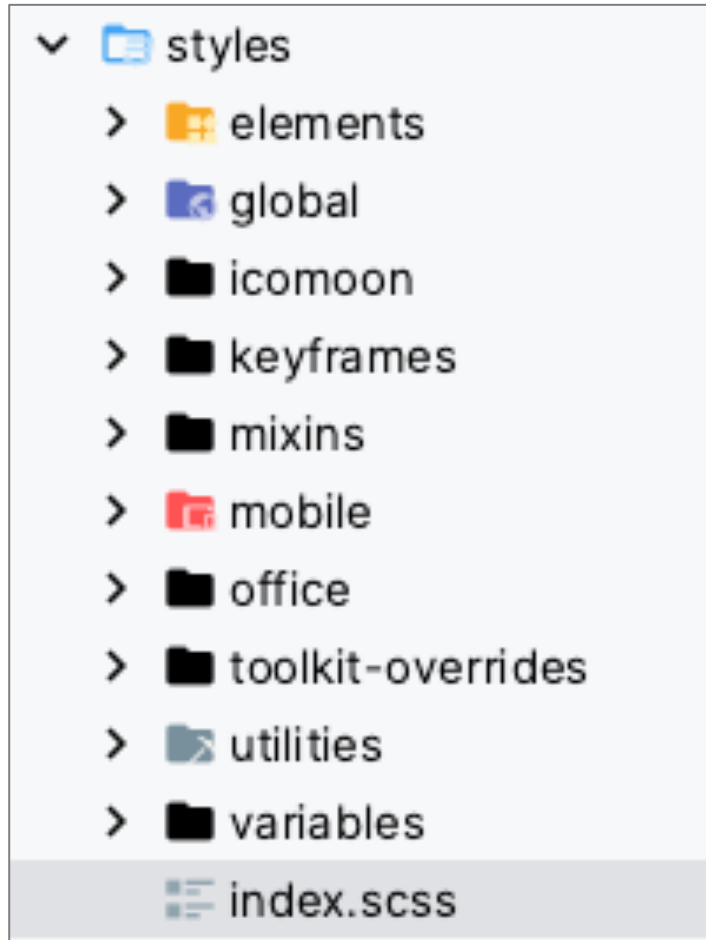 styles
elements
global
icomoon
keyframes
mixins
mobile
office
toolkit-overrides
utilities
variables
index.scss